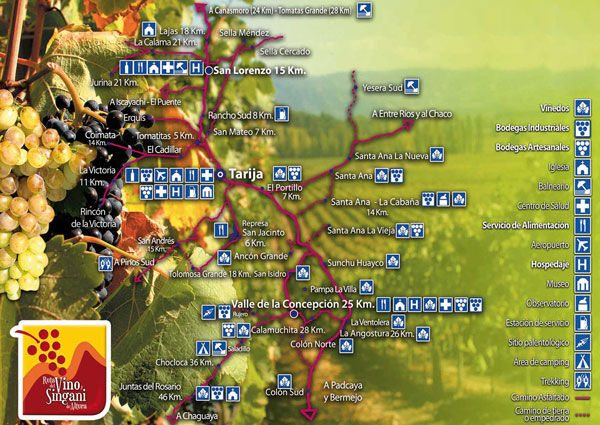 A Canasmoro (24 Km) - Tomatas Grande (28 Km)
Lajas 18 Km.
La Calama 21 Km.
Sella Méndez
Sella Cercado
Jurina 21 Km.
San Lorenzo 15 Km.
A Iscayachi - El Puente
Erquis
Rancho Sud 8 Km.
Yesera Sud
Coimata
14 Km.
Tomatitas 5 Km.
San Mateo 7 Km.
A Entre Ríos y al Chaco
El Cadillar
Santa Ana La Nueva
La Victoria
11 Km.
Tarija
Santa Ana
El Portillo
7 Km.
Rincón
de la Victoria
Santa Ana - La Cabaña
14 Km.
Represa
San Jacinto
6 Km.
Santa Ana La Vieja
San Andrés
15 Km.
Ancón Grande
A Pinos Sud
Tolomosa Grande 18 Km.
San Isidro
Sunchu Huayco
Pampa La Villa
Valle de la Concepción 25 Km.
Rujero
Calamuchita 28 Km.
La Ventolera
La Angostura 26 Km.
Saladillo
Colón Norte
Chocloca 36 Km.
Juntas del Rosario
46 Km.
Colón Sud
A Padcaya
y Bermejo
A Chaguaya
Viñedos
Bodegas Industriales
Bodegas Artesanales
Iglesia
Balneario
Centro de Salud
Servicio de Alimentación
Aeropuerto
Hospedaje
Museo
Observatorio
Estación de servicio
Sitio palentológico
Área de camping
Trekking
Camino Asfaltado
Camino de tierra
o empedrado
Ruta
del Vino
Singani
de Altura